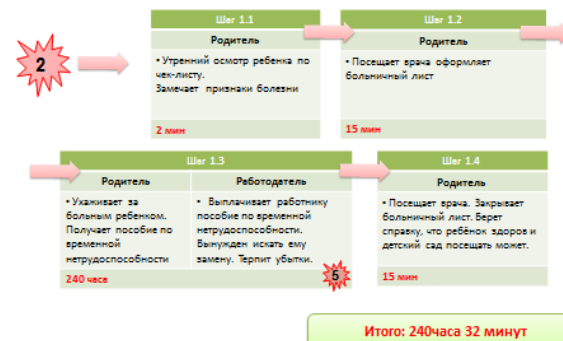 Шаг 1.1
Шаг 1.2
Родитель
Родитель
2
• Утренний осмотр ребенка по
чек-листу.
Замечает признаки болезни
• Посещает врача оформляет
больничный лист
2 мин
15 мин
Шаг 1.3
Шаг 1.4
Родитель
Работодатель
Родитель
• Ухаживает за
больным ребенком.
Получает пособие по
временной
нетрудоспособности
• Выплачивает работнику
пособие по временной
нетрудоспособности.
Вынужден искать ему
замену. Терпит убытки.
• Посещает врача. Закрывает
больничный лист. Берет
справку, что ребёнок здоров и
детский сад посещать может.
240 часа
5
15 мин
Итого: 240часа 32 минут